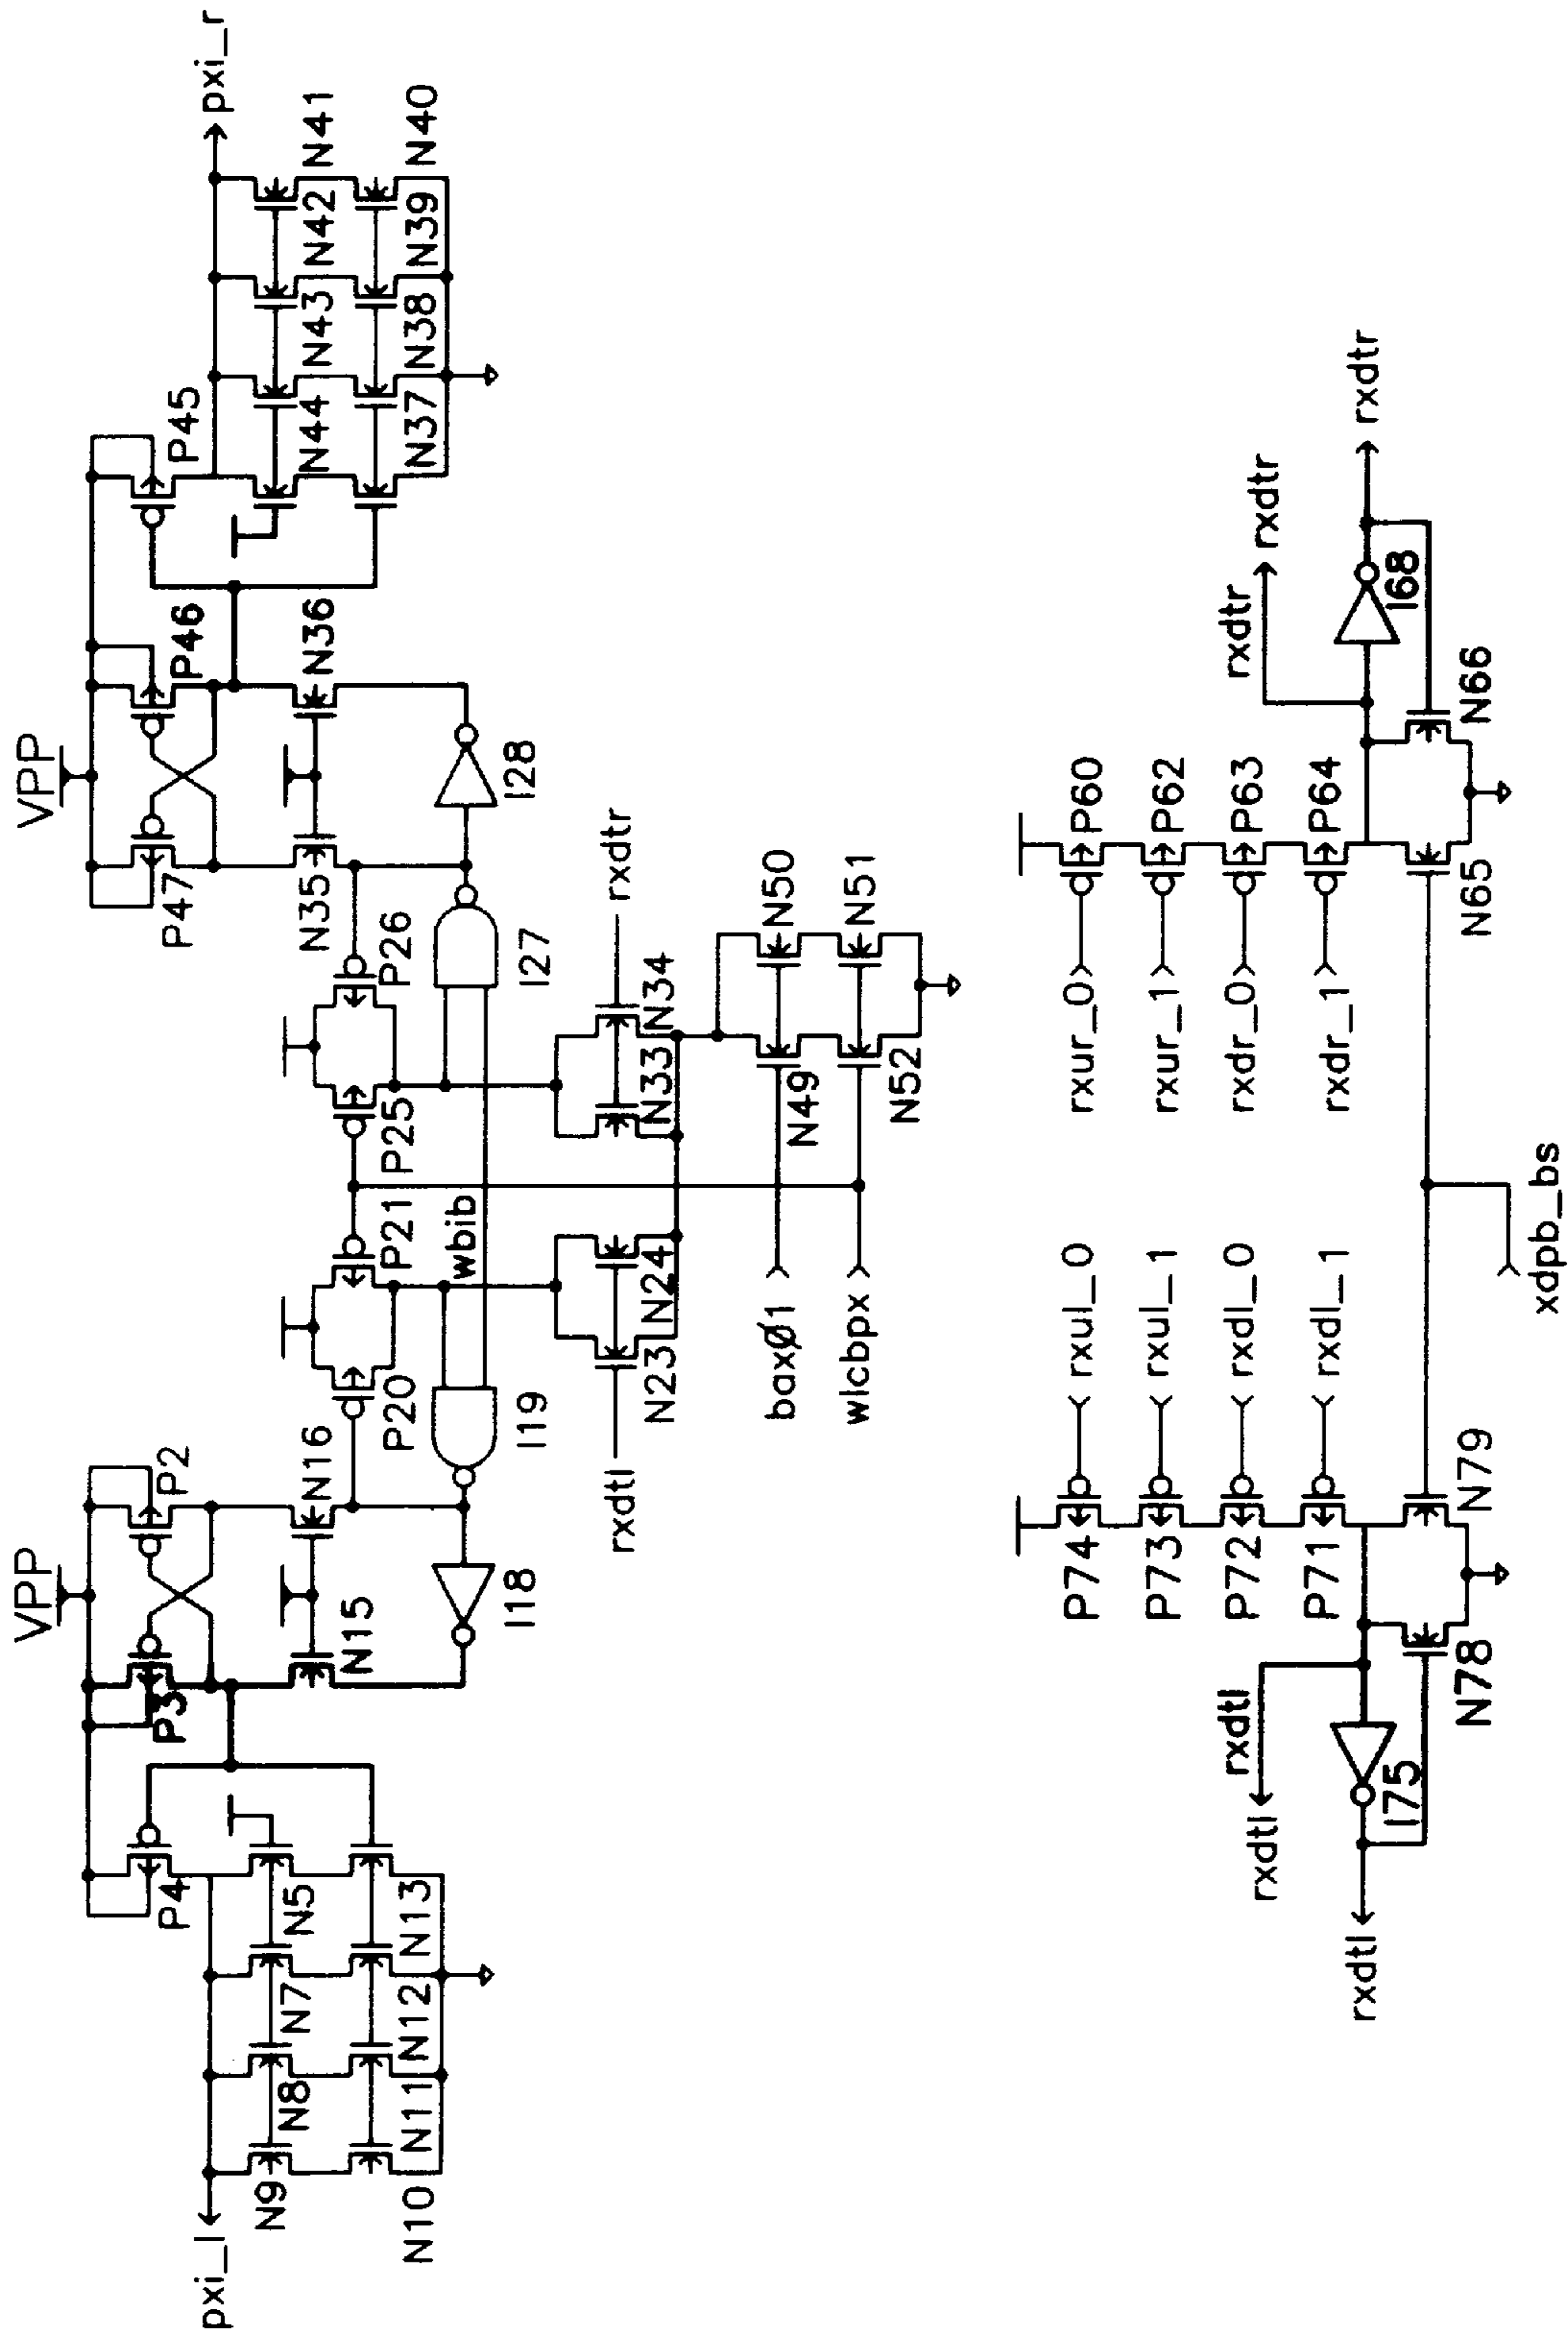 VPP
VPP
pxi_l
P4
P3
P2
P47
P46
P45
pxi_r
N9
N8
N7
N5
N15
N16
N35
N36
N44
N43
N42
N41
N10
N11
N12
N13
P20
P21
P25
P26
N37
N38
N39
N40
I18
I19
wbib
I27
I28
rxdtl
N23
N24
N33
N34
rxdtr
baxØ1
N49
N50
wlcbpx
N52
N51
P74
rxul_0
rxur_0
P60
P73
rxul_1
rxur_1
P62
P72
rxdl_0
rxdr_0
P63
P71
rxdl_1
rxdr_1
P64
rxdtl
rxdtl
rxdtr
rxdtr
rxdtl
I75
N78
N79
N65
N66
I68
rxdtr
xdpb_bs